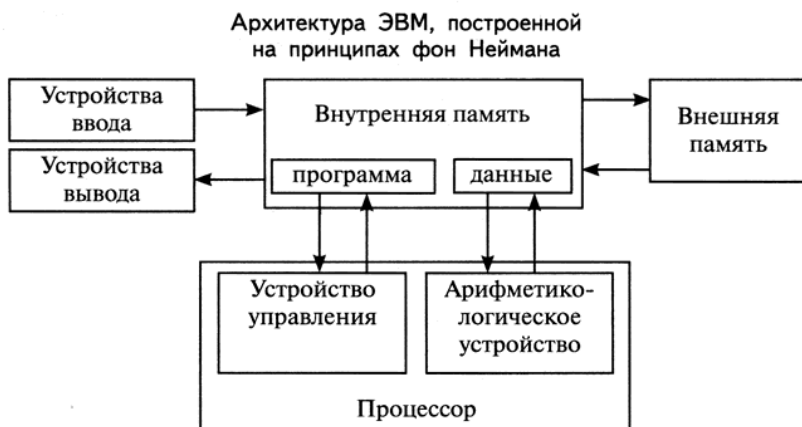 Архитектура ЭВМ, построенной
на принципах фон Неймана
Устройства
ввода
Внутренняя память
Внешняя
память
Устройства
вывода
программа
данные
Устройство
управления
Арифметико-
логическое
устройство
Процессор